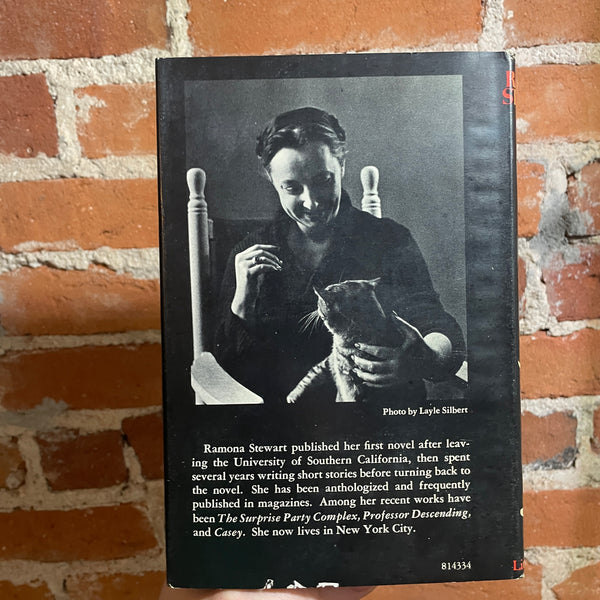 Photo by Layle Silbert
Ramona Stewart published her first novel after leav-
ing the University of Southern California, then spent
several years writing short stories before turning back to
the novel. She has been anthologized and frequently
published in magazines. Among her recent works have
been The Surprise Party Complex, Professor Descending,
and Casey. She now lives in New York City.
814334